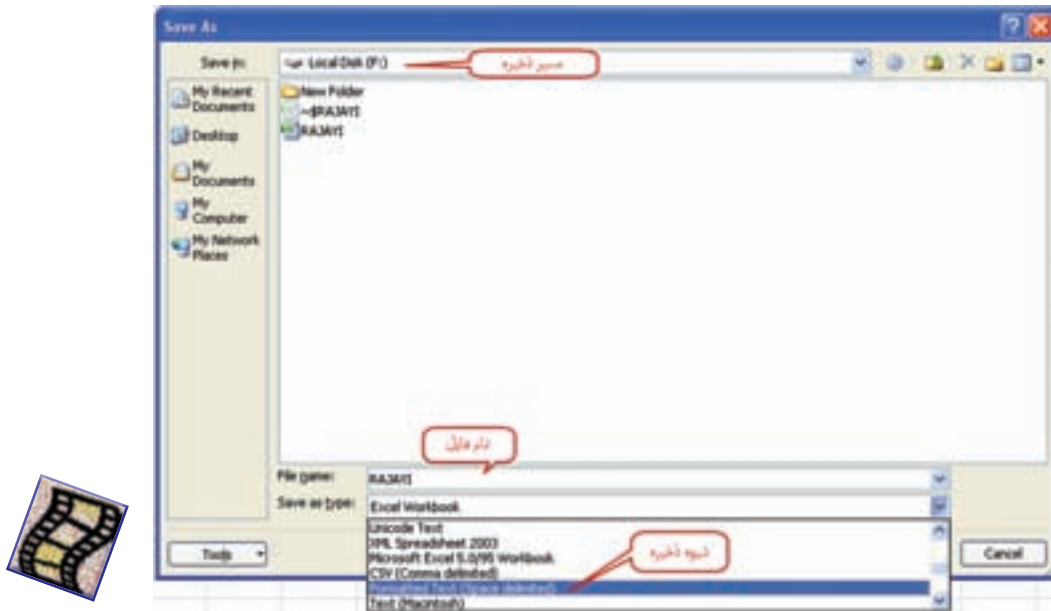 Save As
Save in:
Local Disk (F:)
مسیر ذخیره
My Recent
Documents
Desktop
My
Documents
My
Computer
My Network
Places
New Folder
~$RAJAYI
RAJAYI
نام فایل
File name:
RAJAYI
Save as type:
Excel Workbook
Unicode Text
XML Spreadsheet 2003
Microsoft Excel 5.0/95 Workbook
CSV (Comma delimited)
Formatted Text (Space delimited)
Text (Macintosh)
شیوه ذخیره
Tools
Cancel